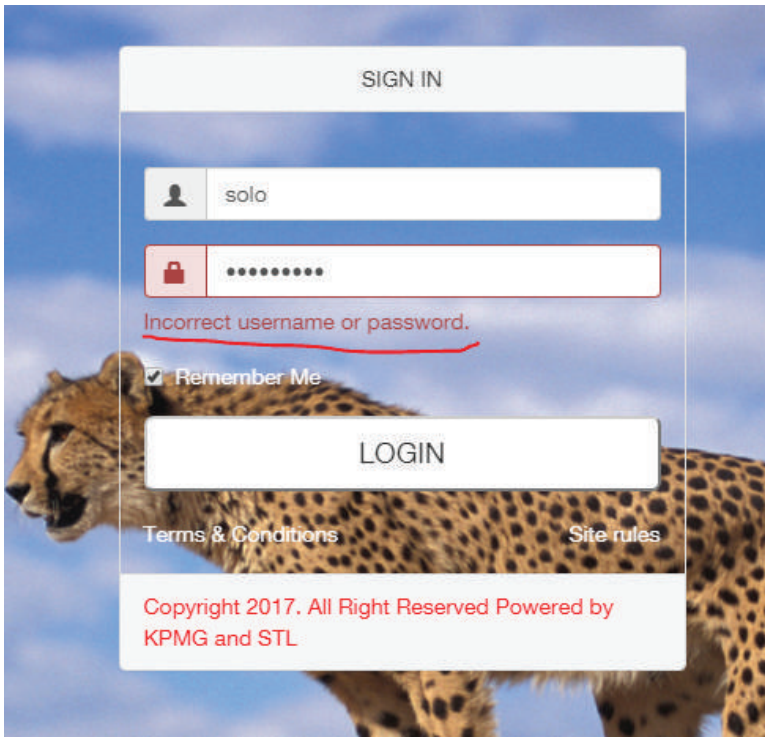 SIGN IN
solo
•••••••••
Incorrect username or password.
Remember Me
LOGIN
Terms & Conditions Site rules
Copyright 2017. All Right Reserved Powered by
KPMG and STL